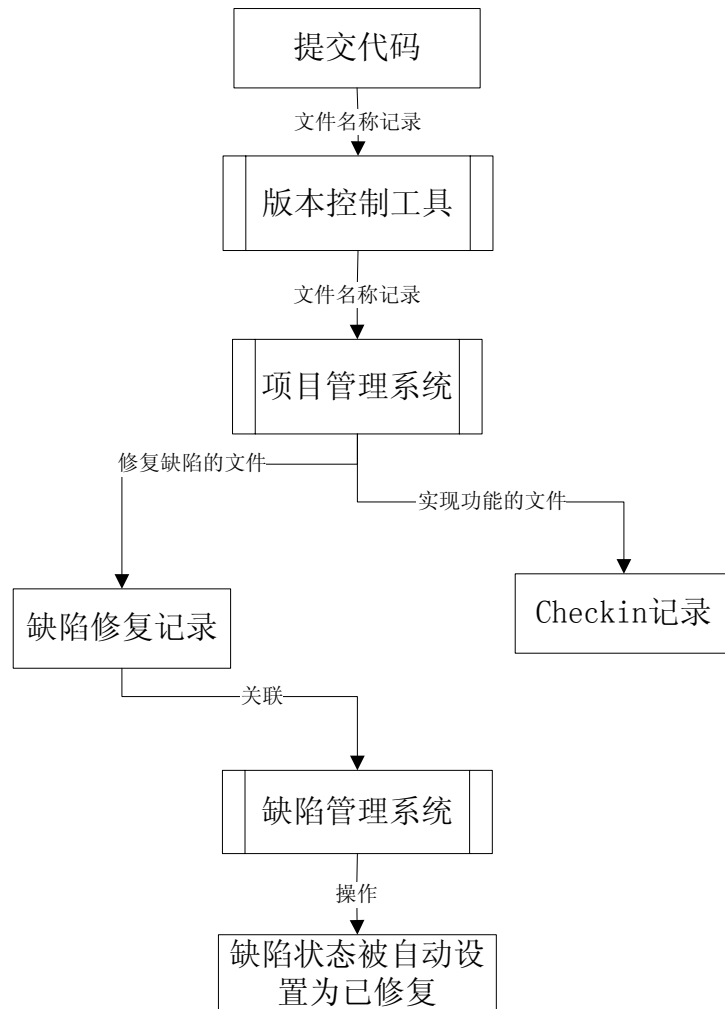 提交代码
文件名称记录
版本控制工具
文件名称记录
项目管理系统
修复缺陷的文件
实现功能的文件
缺陷修复记录
Checkin记录
关联
缺陷管理系统
操作
缺陷状态被自动设
置为已修复